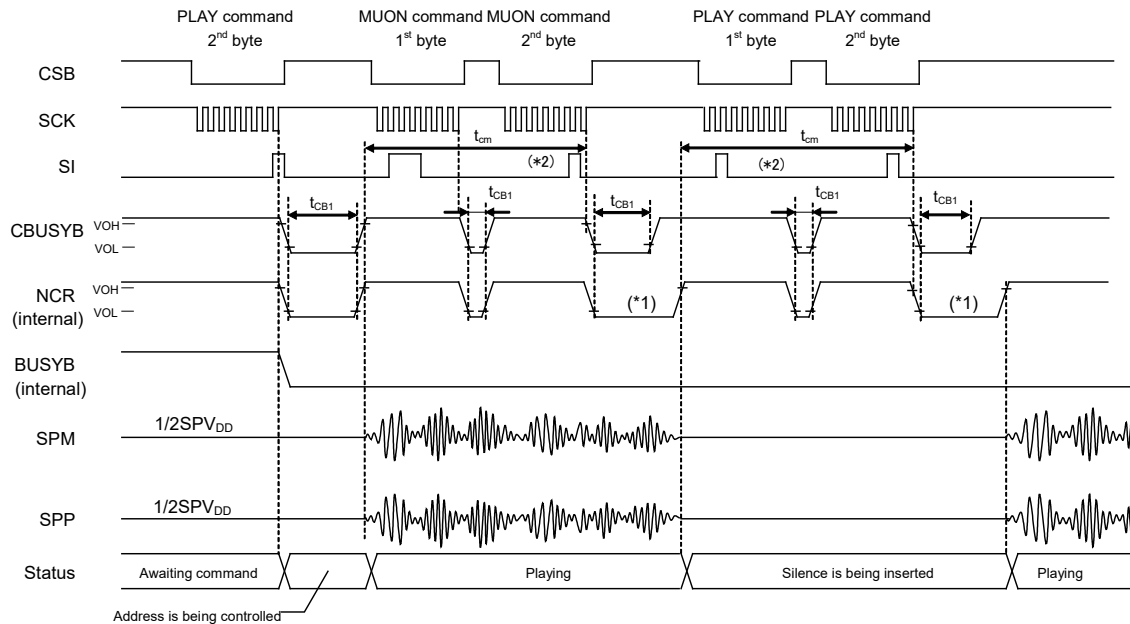 PLAY command MUON command MUON command PLAY command PLAY command
2nd byte 1st byte 2nd byte 1st byte 2nd byte
CSB
SCK
tcm tcm
SI (*2) (*2)
tCB1 tCB1 tCB1 tCB1 tCB1
CBUSYB VOH
VOL
NCR VOH
(internal) VOL (*1) (*1)
BUSYB
(internal)
1/2SPVDD
SPM
1/2SPVDD
SPP
Status Awaiting command Playing Silence is being inserted Playing
Address is being controlled